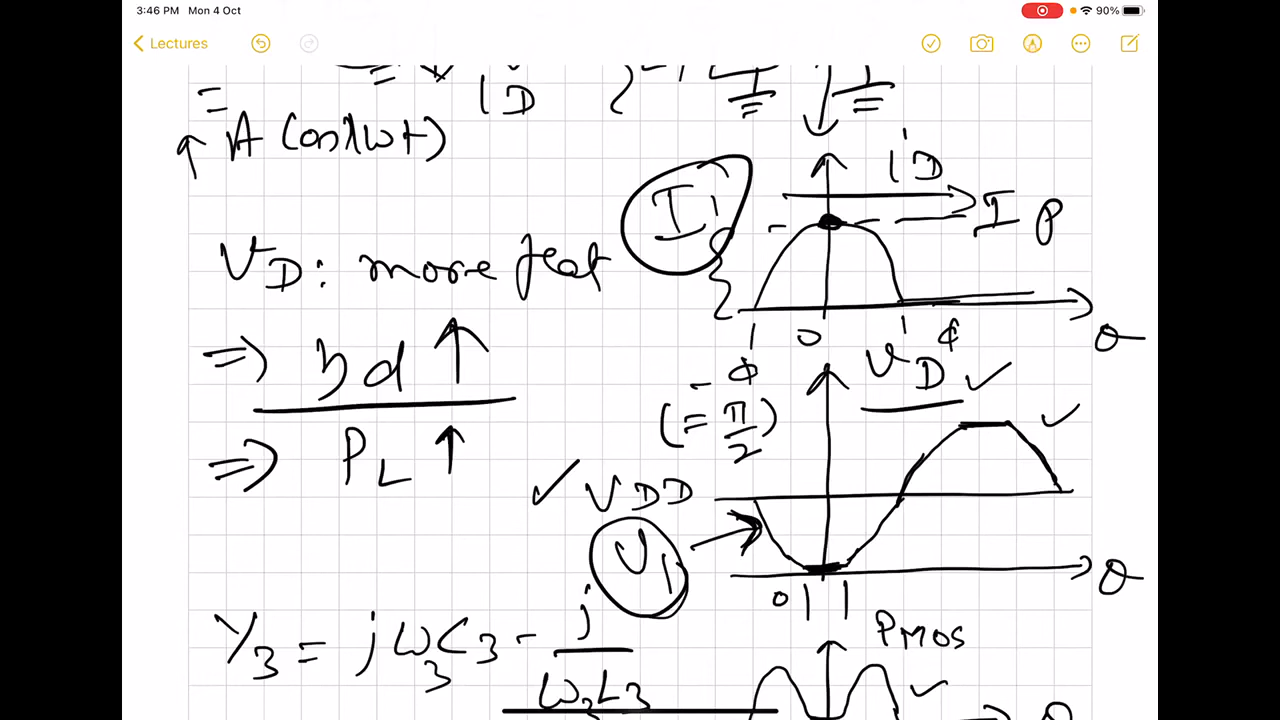 3:46 PM Mon 4 Oct
90%
Lectures
iD
=
↑ A Cos(ωt)
iD
I1
IP
VD: more flat
0
-ϕ
ϕ
θ
=> ηd ↑
VD ✓
(= π/2)
✓
=> PL ↑
✓ VDD
V1
0
θ
Y3 = jω3C3 - j/ω3L3
PMOS
✓
θ